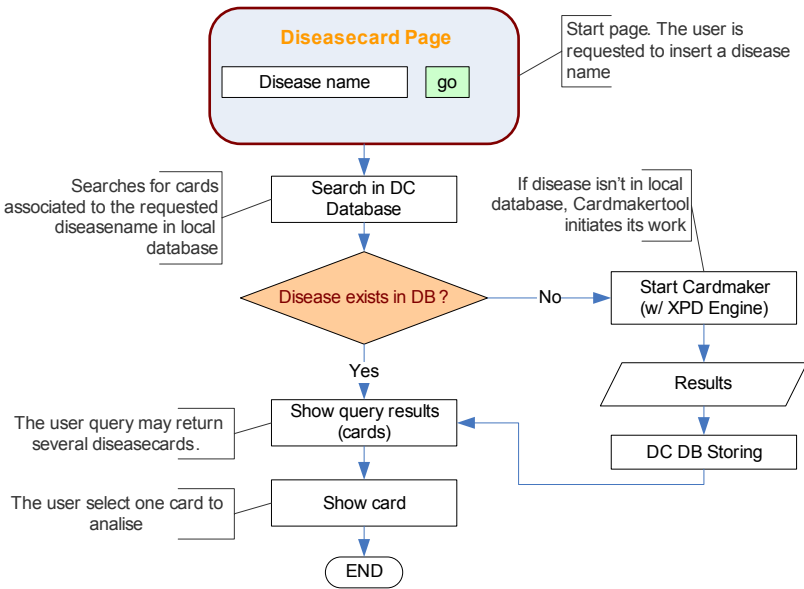 Diseasecard Page
Disease name
go
Start page. The user is
requested to insert a disease
name
Searches for cards
associated to the requested
diseasename in local
database
Search in DC
Database
If disease isn't in local
database, Cardmakertool
initiates its work
Disease exists in DB ?
No
Start Cardmaker
(w/ XPD Engine)
Yes
Results
The user query may return
several diseasecards.
Show query results
(cards)
DC DB Storing
The user select one card to
analise
Show card
END